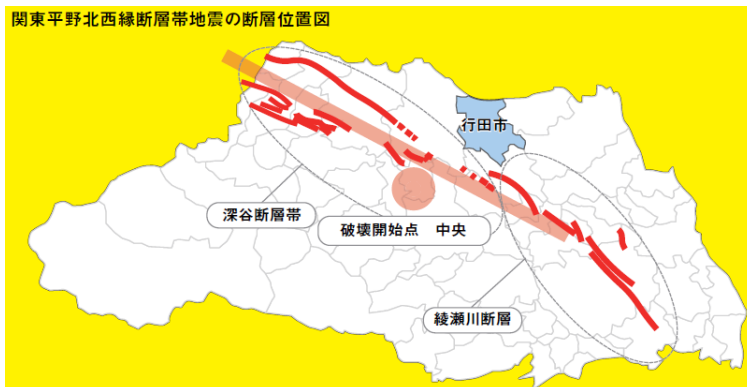 関東平野北西縁断層帯地震の断層位置図
行田市
深谷断層帯
破壊開始点　中央
綾瀬川断層